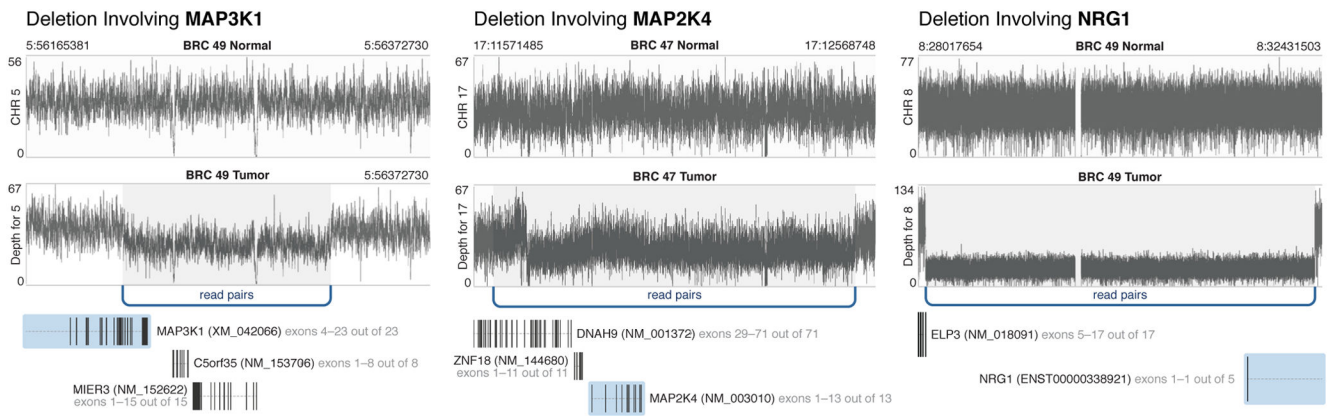 Deletion Involving MAP3K1
5:56165381 BRC 49 Normal 5:56372730
56
CHR 5
0
BRC 49 Tumor 5:56372730
67
Depth for 5
0
read pairs
MAP3K1 (XM_042066) exons 4–23 out of 23
C5orf35 (NM_153706) exons 1–8 out of 8
MIER3 (NM_152622)
exons 1–15 out of 15
Deletion Involving MAP2K4
17:11571485 BRC 47 Normal 17:12568748
67
CHR 17
0
BRC 47 Tumor
67
Depth for 17
0
read pairs
DNAH9 (NM_001372) exons 29–71 out of 71
ZNF18 (NM_144680)
exons 1–11 out of 11
MAP2K4 (NM_003010) exons 1–13 out of 13
Deletion Involving NRG1
8:28017654 BRC 49 Normal 8:32431503
77
CHR 8
0
BRC 49 Tumor
134
Depth for 8
0
read pairs
ELP3 (NM_018091) exons 5–17 out of 17
NRG1 (ENST00000338921) exons 1–1 out of 5